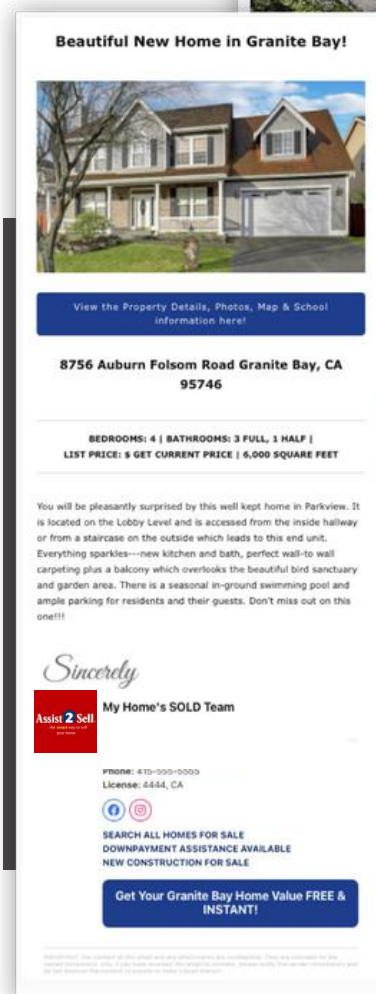 Beautiful New Home in Granite Bay!
View the Property Details, Photos, Map & School
information here!
8756 Auburn Folsom Road Granite Bay, CA
95746
BEDROOMS: 4 | BATHROOMS: 3 FULL, 1 HALF |
LIST PRICE: $ GET CURRENT PRICE | 6,000 SQUARE FEET
You will be pleasantly surprised by this well kept home in Parkview. It
is located on the Lobby Level and is accessed from the inside hallway
or from a staircase on the outside which leads to this end unit.
Everything sparkles---new kitchen and bath, perfect wall-to wall
carpeting plus a balcony which overlooks the beautiful bird sanctuary
and garden area. There is a seasonal in-ground swimming pool and
ample parking for residents and their guests. Don't miss out on this
one!!!
Sincerely
Assist 2 Sell
My Home's SOLD Team
Phone: 415-555-5555
License: 4444, CA
SEARCH ALL HOMES FOR SALE
DOWNPAYMENT ASSISTANCE AVAILABLE
NEW CONSTRUCTION FOR SALE
Get Your Granite Bay Home Value FREE &
INSTANT!